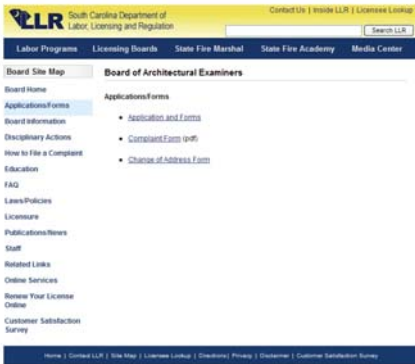 Contact Us | Inside LLR | Licensee Lookup
LLR
South Carolina Department of
Labor, Licensing and Regulation
Search LLR
Labor Programs Licensing Boards State Fire Marshal State Fire Academy Media Center
Board Site Map
Board Home
Applications/Forms
Board Information
Disciplinary Actions
How to File a Complaint
Education
FAQ
Laws/Policies
Licensure
Publications/News
Staff
Related Links
Online Services
Renew Your License
Online
Customer Satisfaction
Survey
Board of Architectural Examiners
Applications/Forms
• Application and Forms
• Complaint Form (pdf)
• Change of Address Form
Home | Contact LLR | Site Map | Licensee Lookup | Directions | Privacy | Disclaimer | Customer Satisfaction Survey